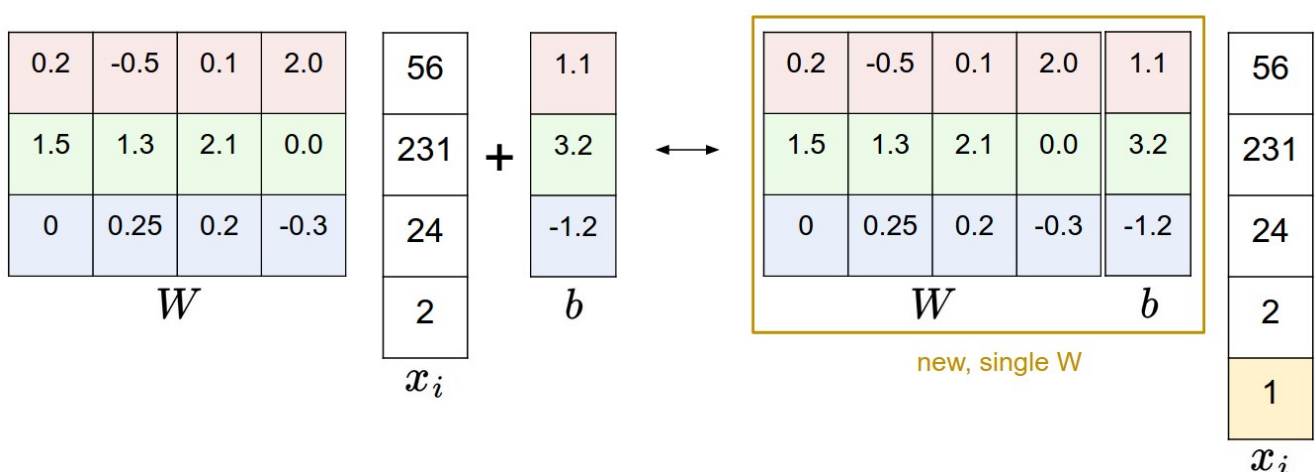 0.2 -0.5 0.1 2.0 56 1.1 0.2 -0.5 0.1 2.0 1.1 56
1.5 1.3 2.1 0.0 231 + 3.2 ↔ 1.5 1.3 2.1 0.0 3.2 231
0 0.25 0.2 -0.3 24 -1.2 0 0.25 0.2 -0.3 -1.2 24
W 2 b W b 2
new, single W
x_i 1
x_i